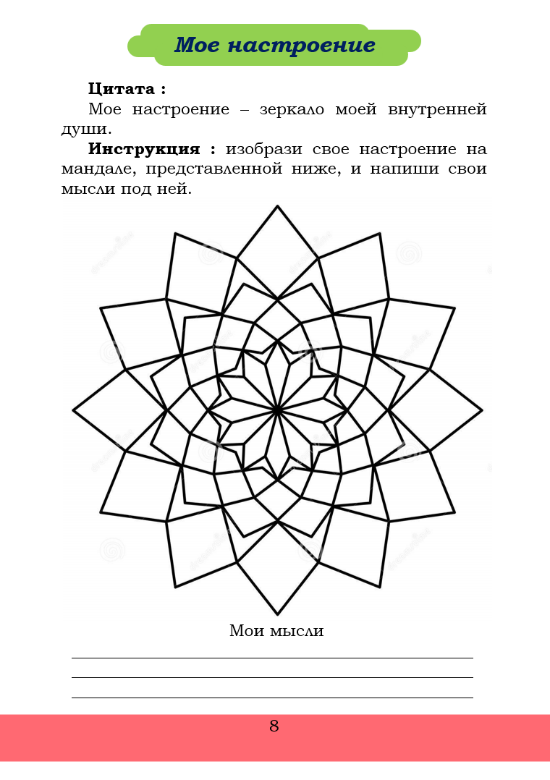 Мое настроение
Цитата :
Мое настроение – зеркало моей внутренней
души.
Инструкция : изобрази свое настроение на
мандале, представленной ниже, и напиши свои
мысли под ней.
Мои мысли
8